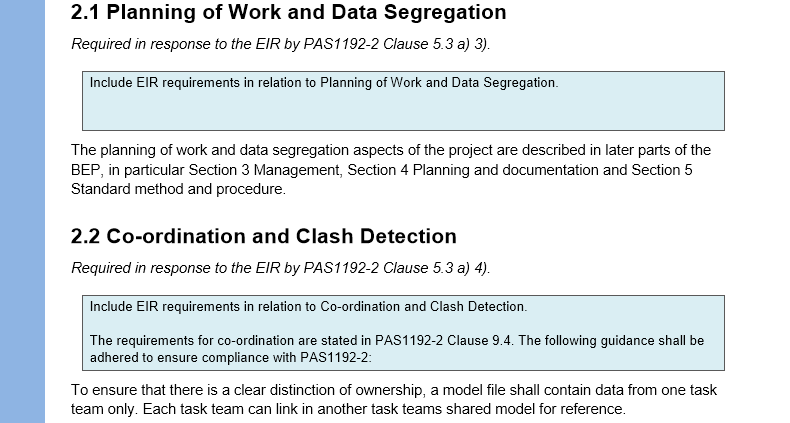 2.1 Planning of Work and Data Segregation
Required in response to the EIR by PAS1192-2 Clause 5.3 a) 3).
Include EIR requirements in relation to Planning of Work and Data Segregation.
The planning of work and data segregation aspects of the project are described in later parts of the
BEP, in particular Section 3 Management, Section 4 Planning and documentation and Section 5
Standard method and procedure.
2.2 Co-ordination and Clash Detection
Required in response to the EIR by PAS1192-2 Clause 5.3 a) 4).
Include EIR requirements in relation to Co-ordination and Clash Detection.
The requirements for co-ordination are stated in PAS1192-2 Clause 9.4. The following guidance shall be
adhered to ensure compliance with PAS1192-2:
To ensure that there is a clear distinction of ownership, a model file shall contain data from one task
team only. Each task team can link in another task teams shared model for reference.